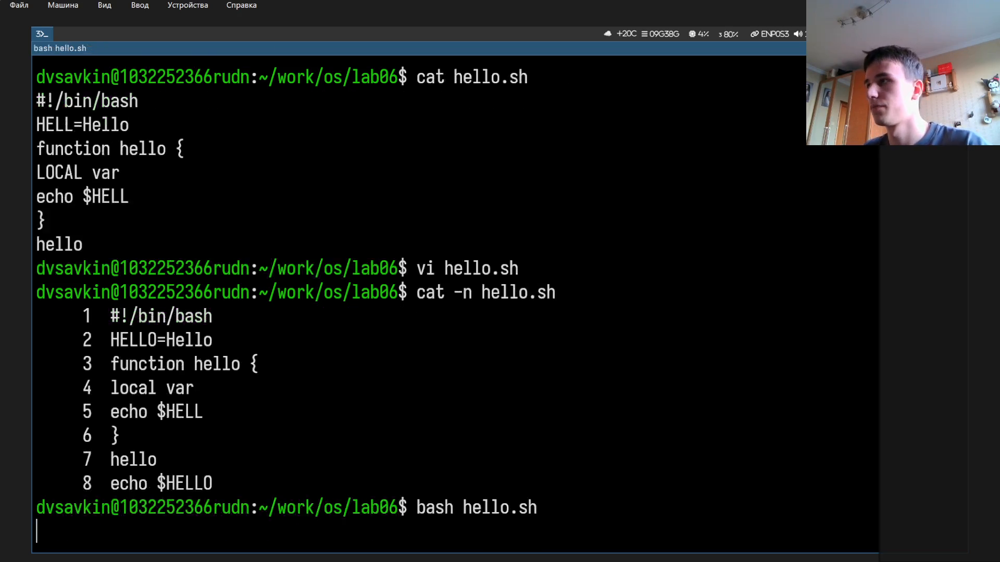 Файл Машина Вид Ввод Устройства Справка
3 >_ +20C 09G38G 4% 3 80% ENP0S3
bash hello.sh
dvsavkin@1032252366rudn:~/work/os/lab06$ cat hello.sh
#!/bin/bash
HELL=Hello
function hello {
LOCAL var
echo $HELL
}
hello
dvsavkin@1032252366rudn:~/work/os/lab06$ vi hello.sh
dvsavkin@1032252366rudn:~/work/os/lab06$ cat -n hello.sh
1 #!/bin/bash
2 HELLO=Hello
3 function hello {
4 local var
5 echo $HELL
6 }
7 hello
8 echo $HELLO
dvsavkin@1032252366rudn:~/work/os/lab06$ bash hello.sh